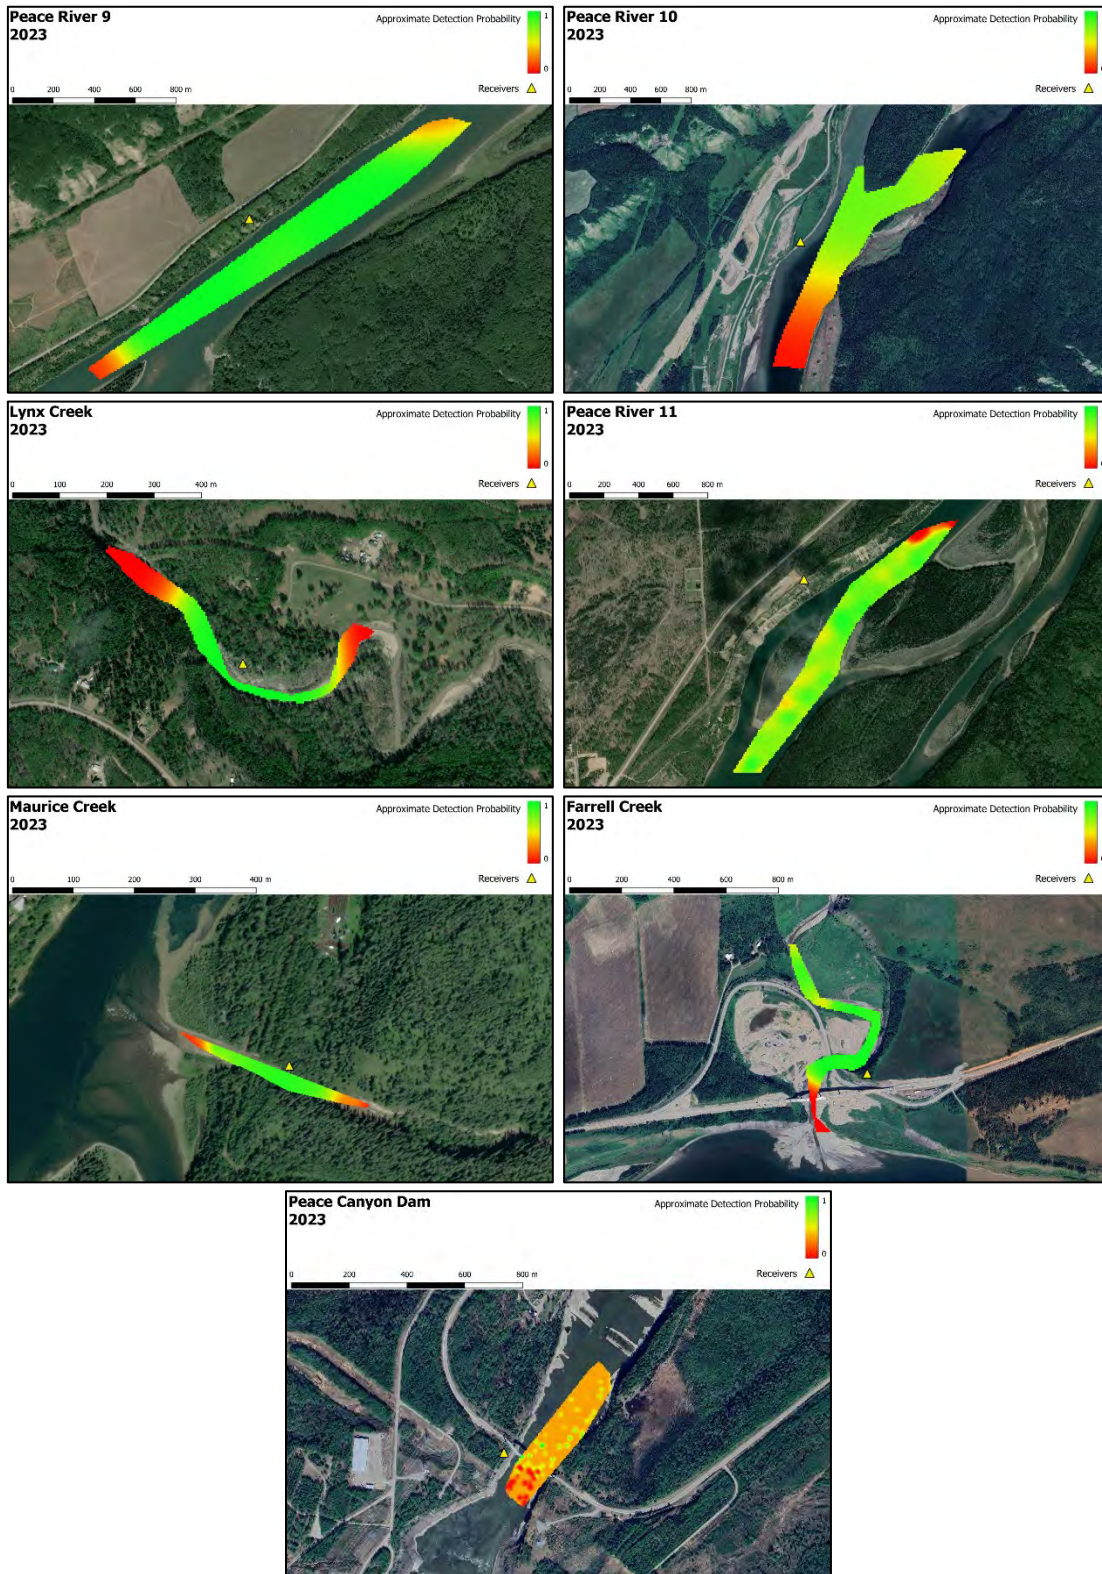 Peace River 9
2023
Approximate Detection Probability
1
0
0 200 400 600 800 m
Receivers
Peace River 10
2023
Approximate Detection Probability
1
0 200 400 600 800 m
Receivers
Lynx Creek
2023
Approximate Detection Probability
1
0
0 100 200 300 400 m
Receivers
Peace River 11
2023
Approximate Detection Probability
0 200 400 600 800 m
Receivers
Maurice Creek
2023
Approximate Detection Probability
1
0
0 100 200 300 400 m
Receivers
Farrell Creek
2023
Approximate Detection Probability
0 200 400 600 800 m
Receivers
Peace Canyon Dam
2023
Approximate Detection Probability
1
0
0 200 400 600 800 m
Receivers